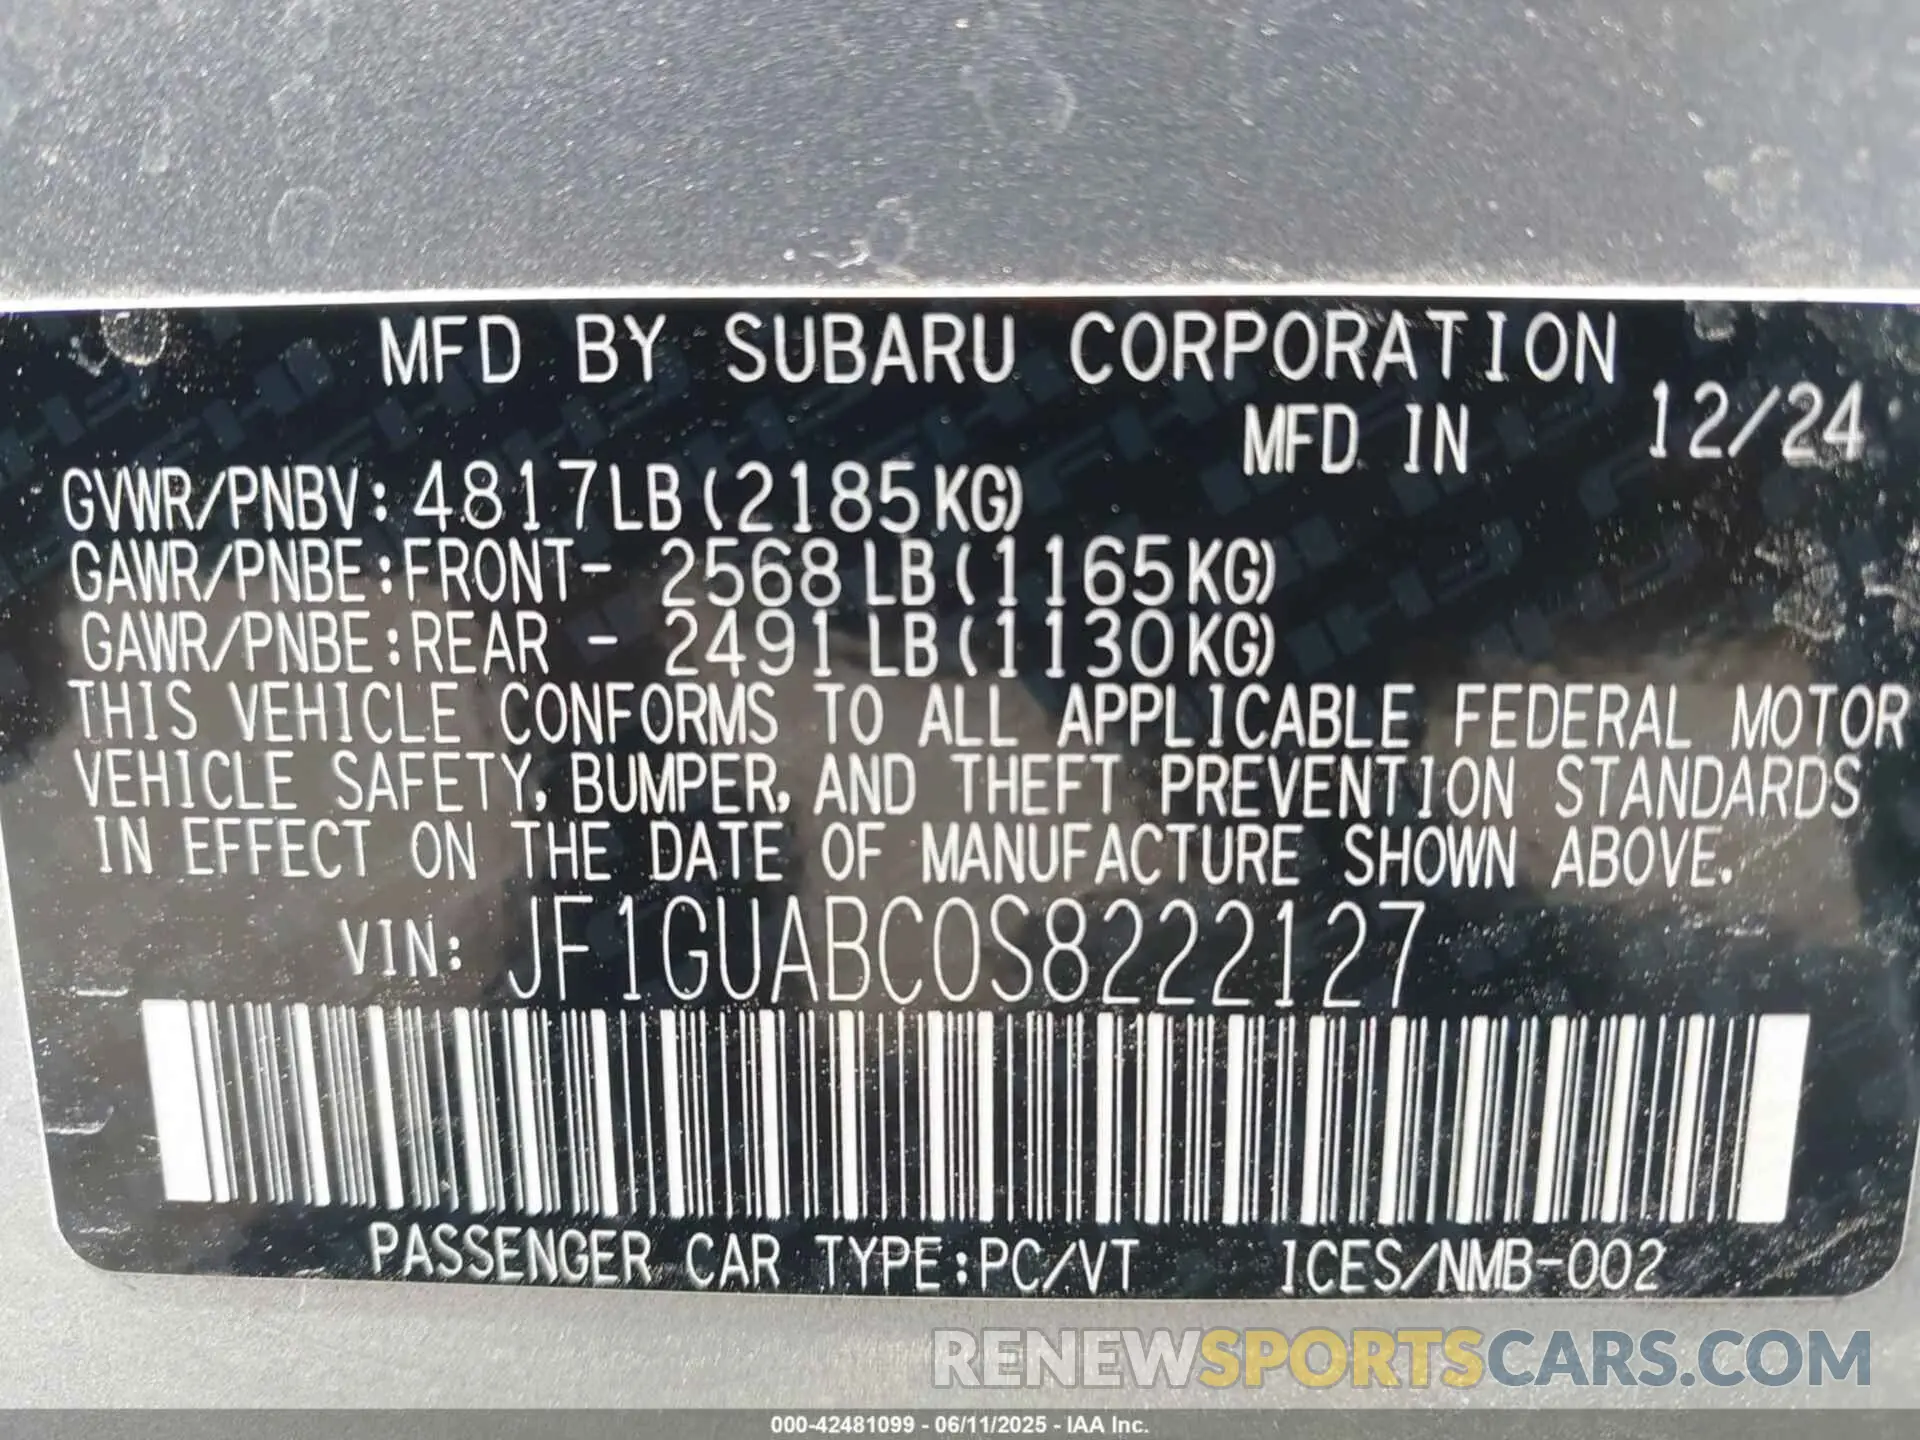 MFD BY SUBARU CORPORATION
MFD IN 12/24
GVWR/PNBV: 4817LB(2185KG)
GAWR/PNBE:FRONT- 2568LB(1165KG)
GAWR/PNBE:REAR - 2491LB(1130KG)
THIS VEHICLE CONFORMS TO ALL APPLICABLE FEDERAL MOTOR
VEHICLE SAFETY, BUMPER, AND THEFT PREVENTION STANDARDS
IN EFFECT ON THE DATE OF MANUFACTURE SHOWN ABOVE.
VIN: JF1GUABC0S8222127
PASSENGER CAR TYPE:PC/VT ICES/NMB-002
RENEWSPORTSCARS.COM
000-42481099 - 06/11/2025 - IAA Inc.